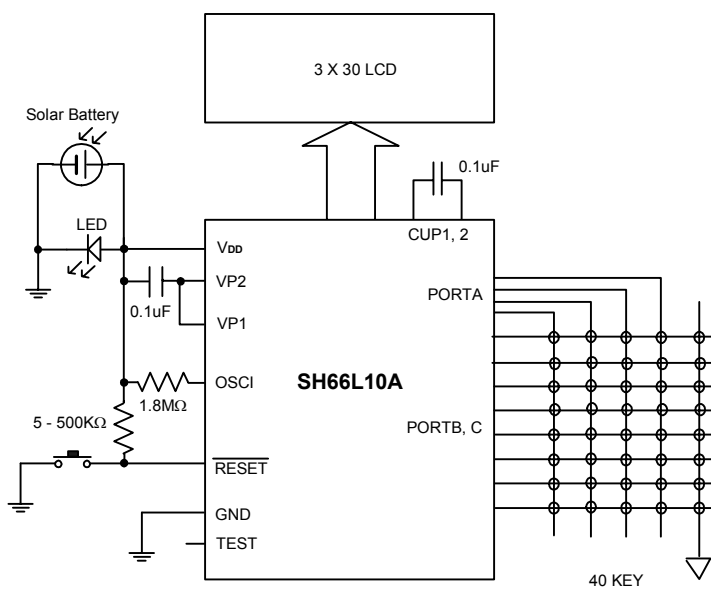 3 X 30 LCD
Solar Battery
0.1uF
LED
CUP1, 2
VDD
VP2
PORTA
0.1uF
VP1
OSCI
SH66L10A
1.8MΩ
5 - 500KΩ
PORTB, C
RESET
GND
TEST
40 KEY